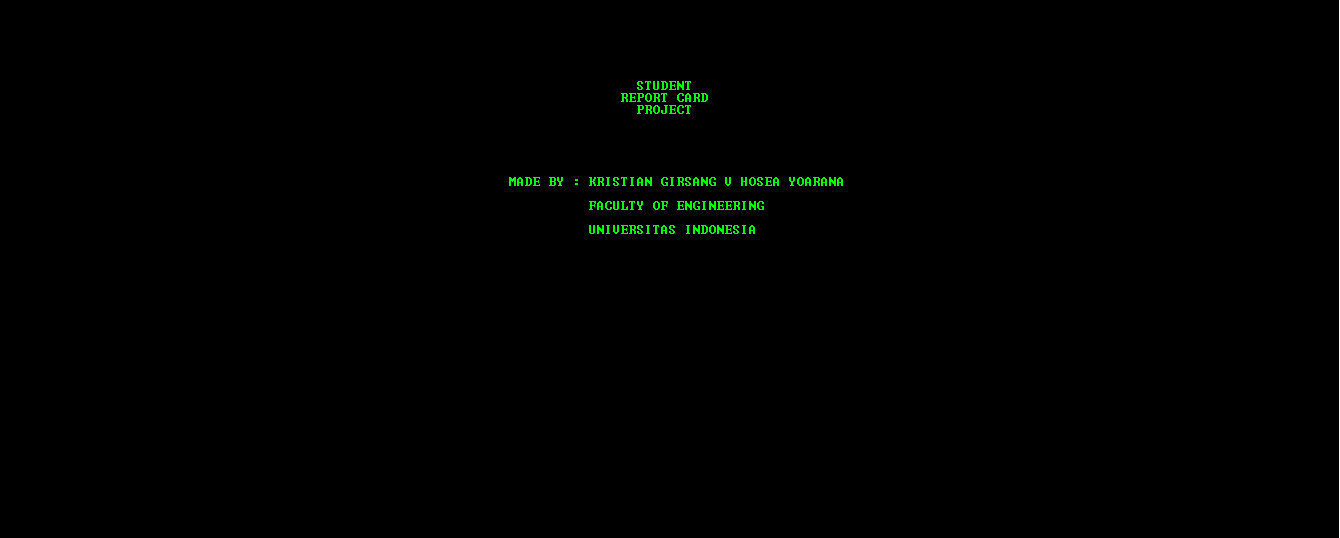 STUDENT
REPORT CARD
PROJECT
MADE BY : KRISTIAN GIRSANG V HOSEA YOARANA
FACULTY OF ENGINEERING
UNIVERSITAS INDONESIA